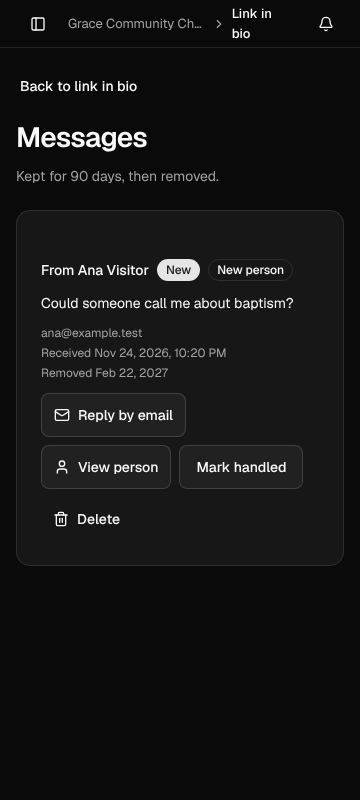 Grace Community Ch...
Link in
bio
Back to link in bio
Messages
Kept for 90 days, then removed.
From Ana Visitor New New person
Could someone call me about baptism?
ana@example.test
Received Nov 24, 2026, 10:20 PM
Removed Feb 22, 2027
Reply by email
View person Mark handled
Delete